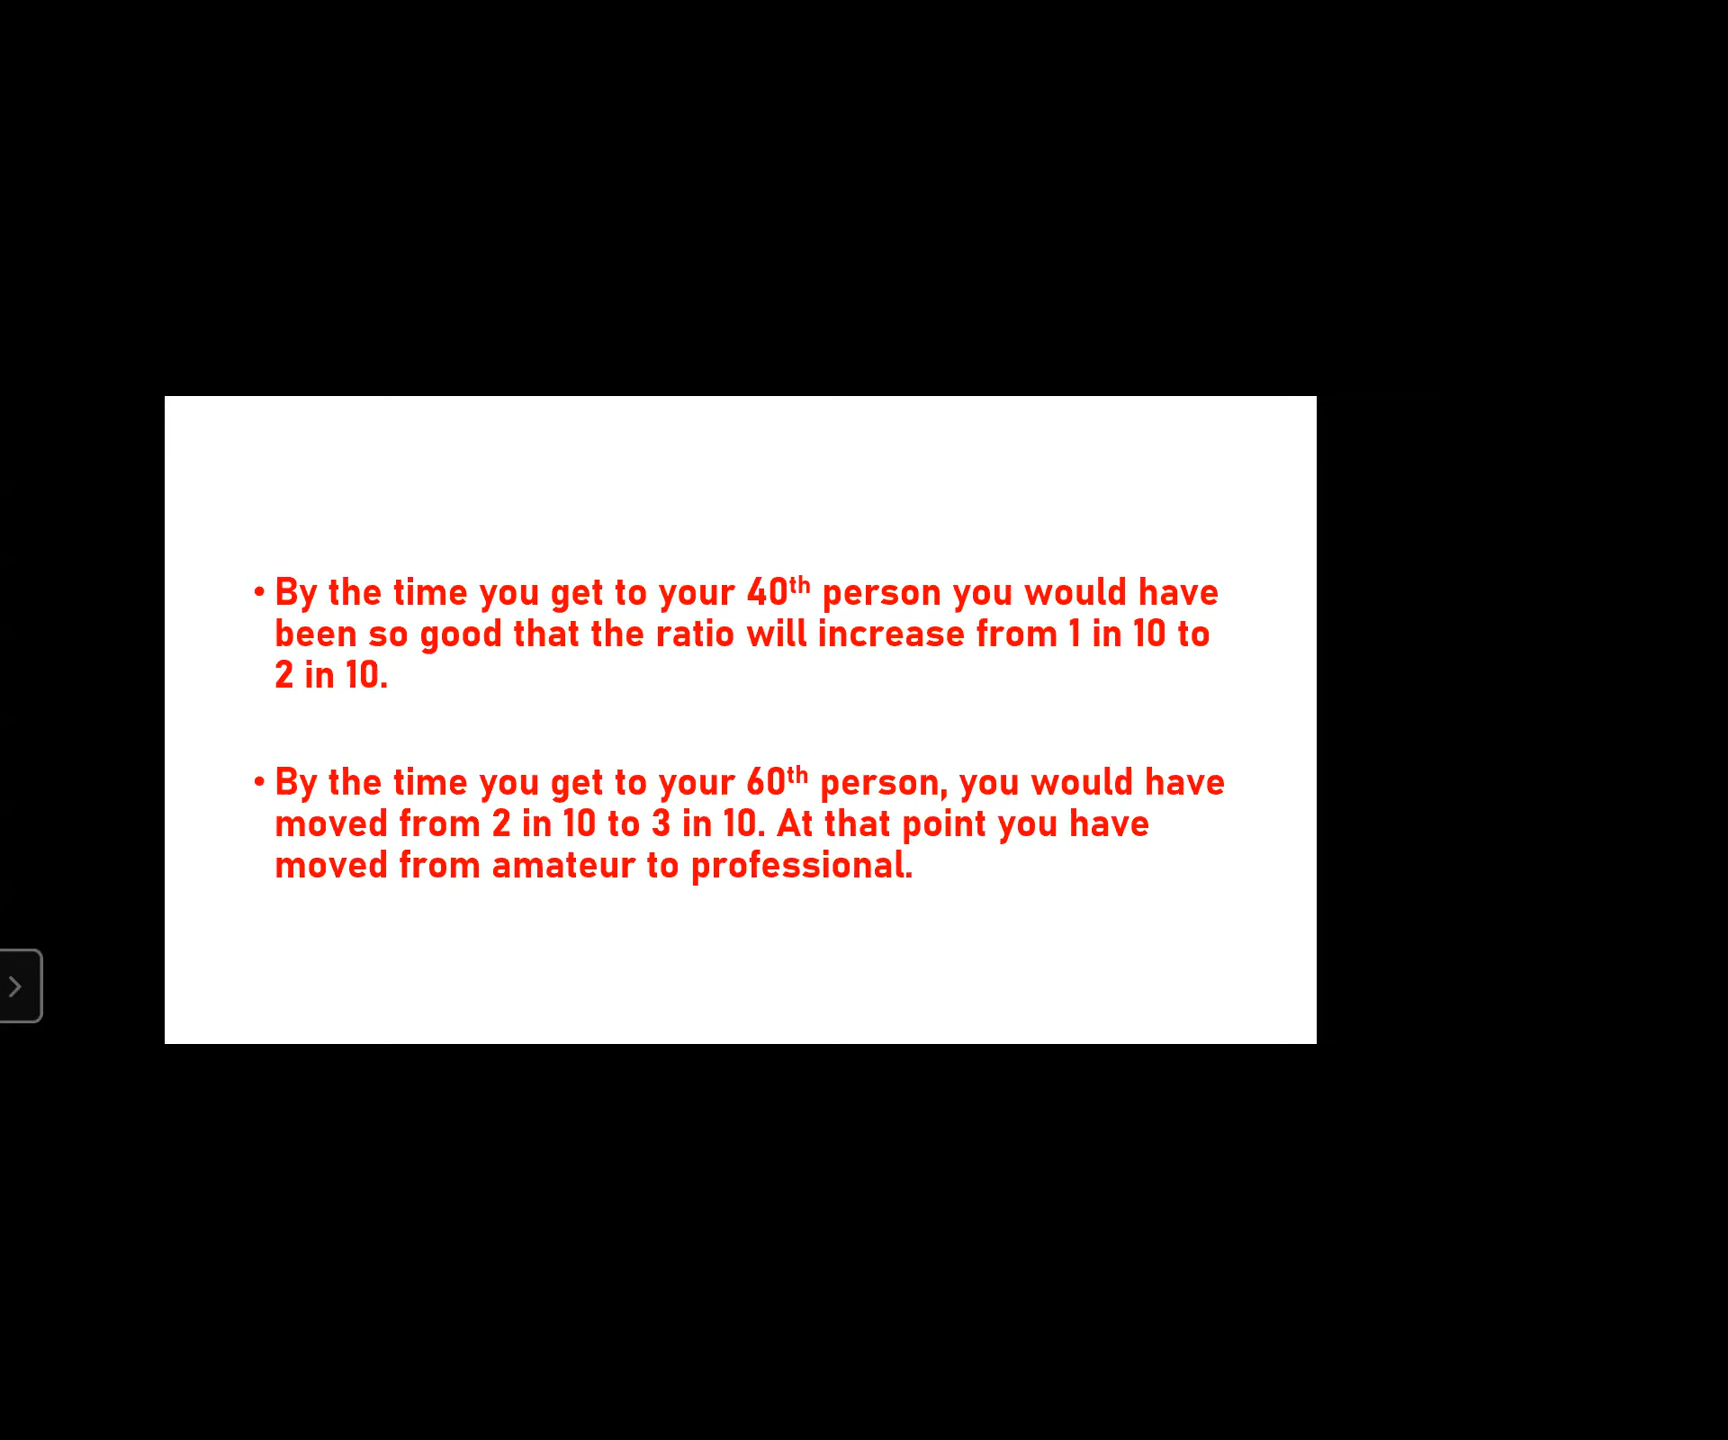 • By the time you get to your 40th person you would have
been so good that the ratio will increase from 1 in 10 to
2 in 10.
• By the time you get to your 60th person, you would have
moved from 2 in 10 to 3 in 10. At that point you have
moved from amateur to professional.